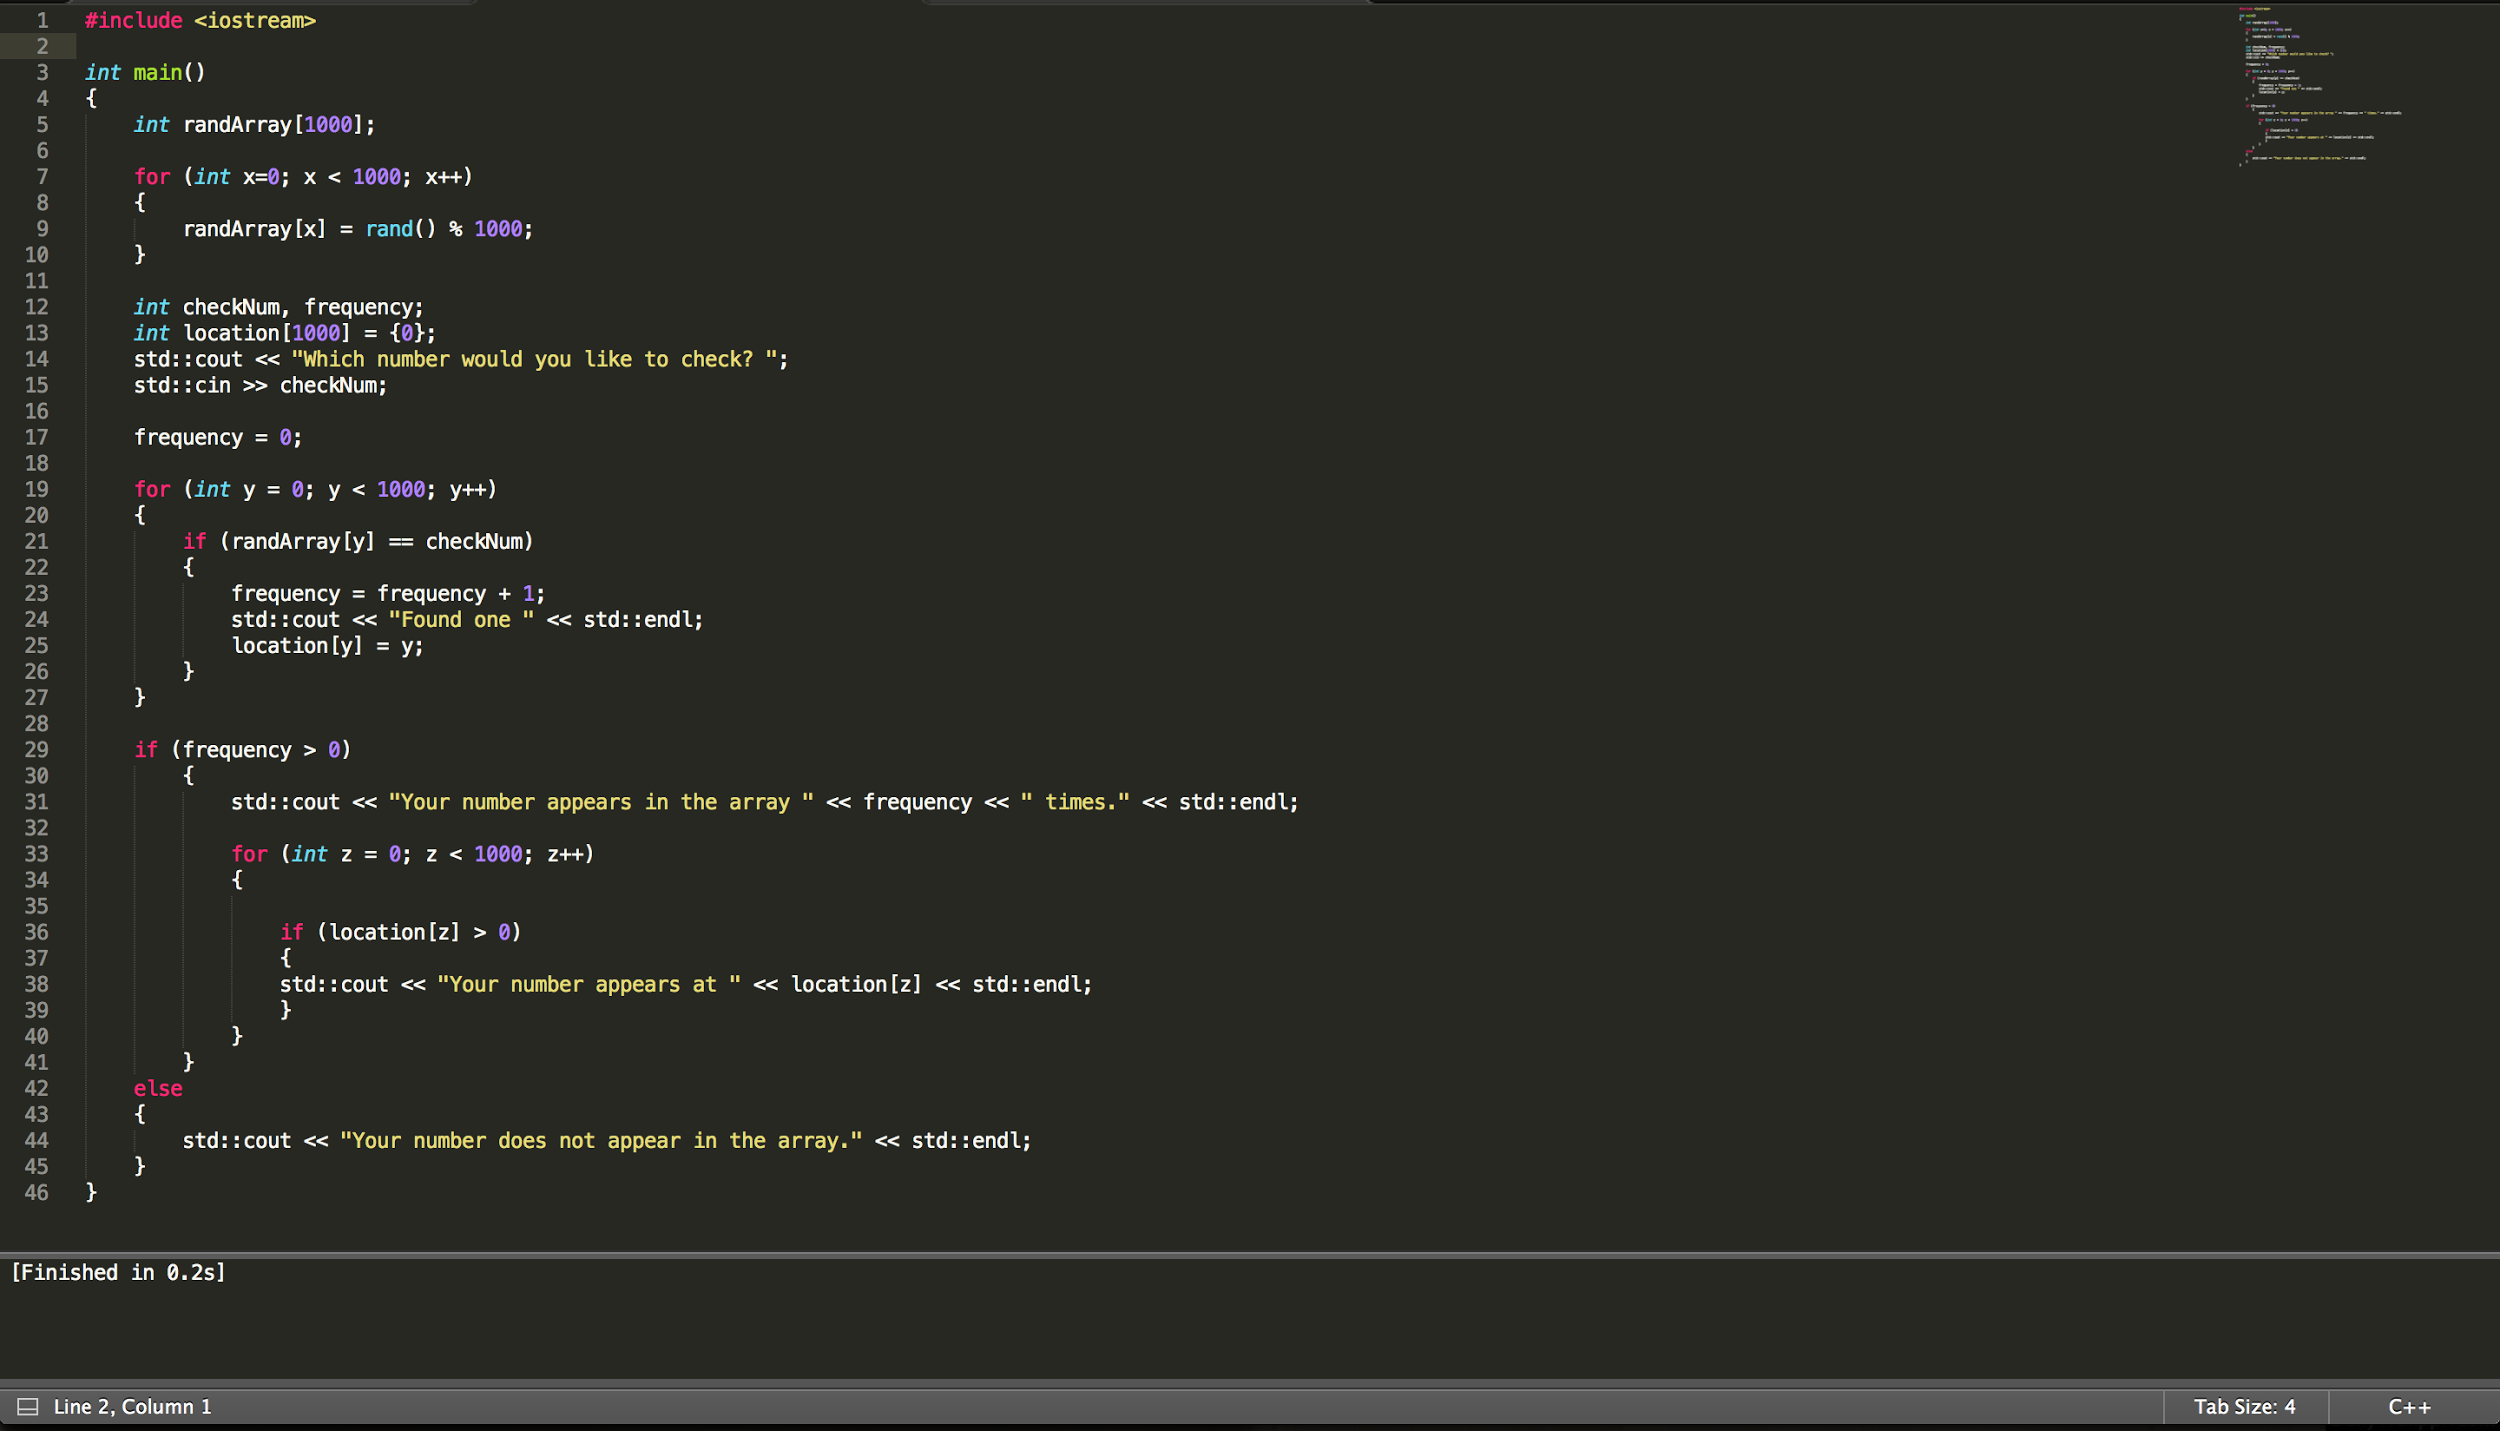 1 #include <iostream>
2
3 int main()
4 {
5     int randArray[1000];
6
7     for (int x=0; x < 1000; x++)
8     {
9         randArray[x] = rand() % 1000;
10     }
11
12     int checkNum, frequency;
13     int location[1000] = {0};
14     std::cout << "Which number would you like to check? ";
15     std::cin >> checkNum;
16
17     frequency = 0;
18
19     for (int y = 0; y < 1000; y++)
20     {
21         if (randArray[y] == checkNum)
22         {
23             frequency = frequency + 1;
24             std::cout << "Found one " << std::endl;
25             location[y] = y;
26         }
27     }
28
29     if (frequency > 0)
30         {
31             std::cout << "Your number appears in the array " << frequency << " times." << std::endl;
32
33             for (int z = 0; z < 1000; z++)
34             {
35
36                 if (location[z] > 0)
37                 {
38                 std::cout << "Your number appears at " << location[z] << std::endl;
39                 }
40             }
41         }
42     else
43     {
44         std::cout << "Your number does not appear in the array." << std::endl;
45     }
46 }
[Finished in 0.2s]
Line 2, Column 1 Tab Size: 4 C++